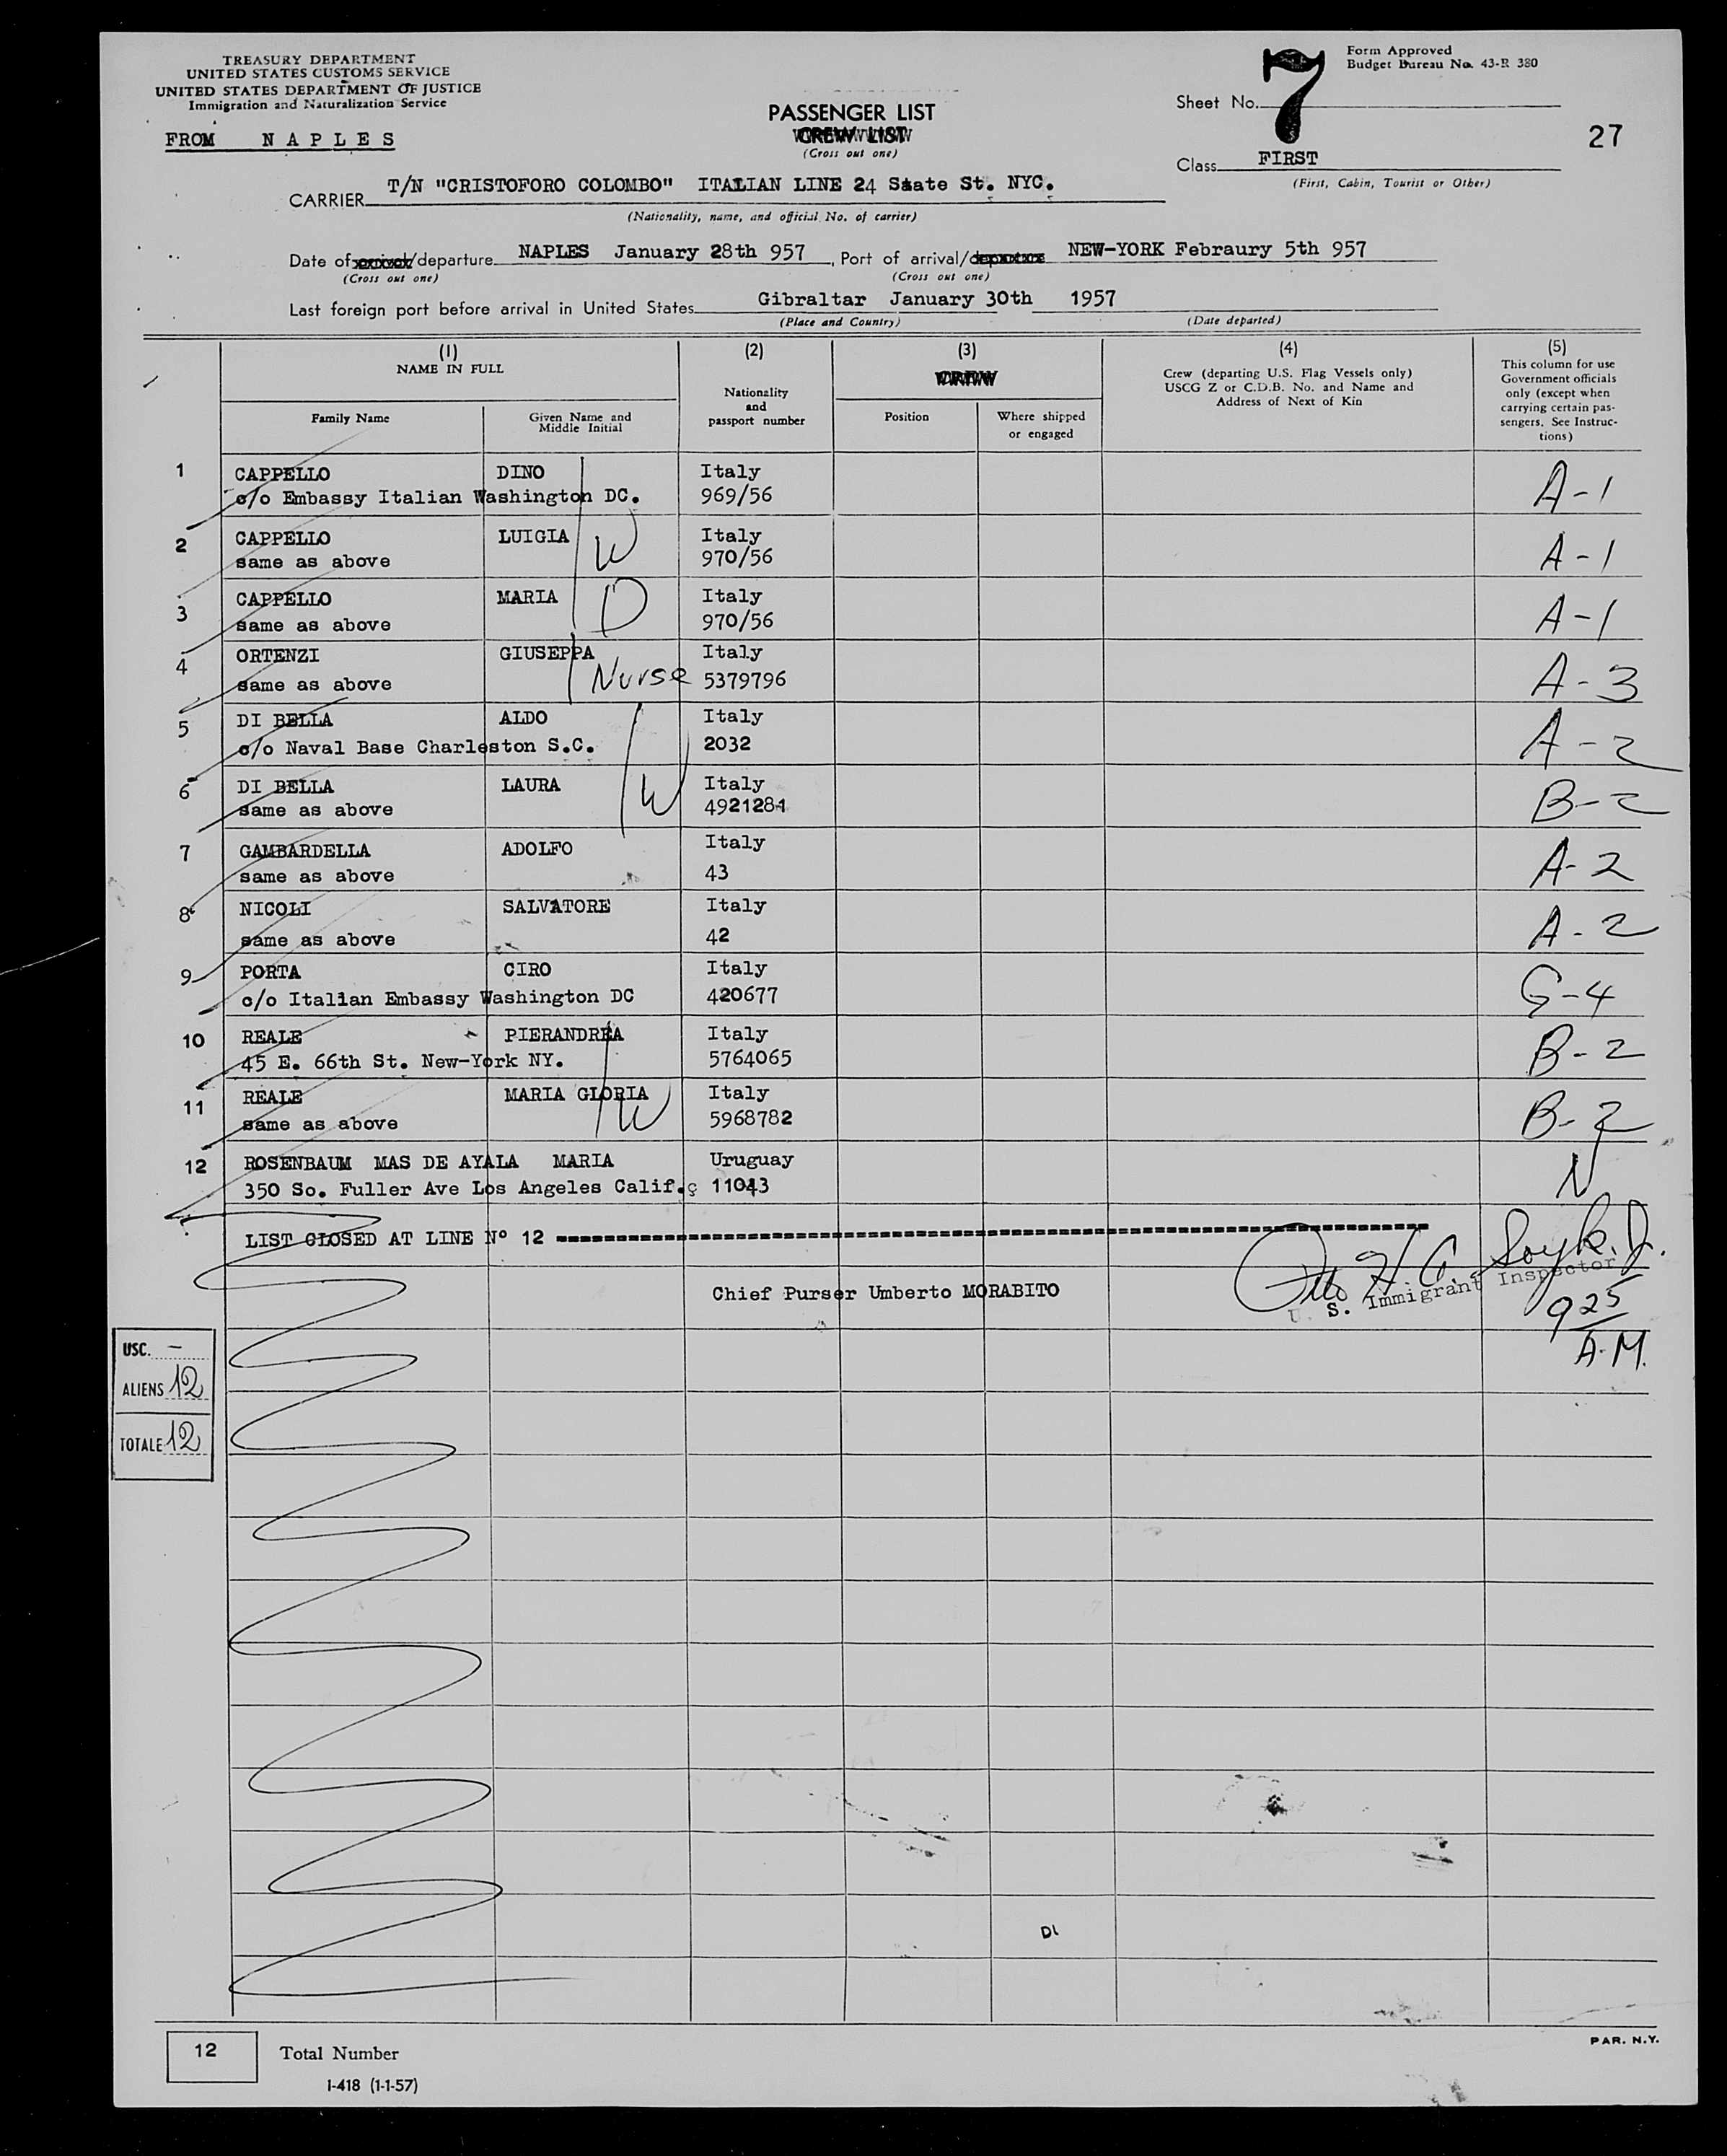 TREASURY DEPARTMENT
UNITED STATES CUSTOMS SERVICE
UNITED STATES DEPARTMENT OF JUSTICE
Immigration and Naturalization Service
FROM NAPLES
PASSENGER LIST
CREW LIST
(Cross out one)
Form Approved
Budget Bureau No. 43-R 380
Sheet No. 7
27
Class FIRST
(First, Cabin, Tourist or Other)
CARRIER T/N "CRISTOFORO COLOMBO" ITALIAN LINE 24 Saate St. NYC.
(Nationality, name, and official No. of carrier)
Date of arrival/departure NAPLES January 28th 957, Port of arrival/departure NEW-YORK Febraury 5th 957
(Cross out one) (Cross out one)
Last foreign port before arrival in United States Gibraltar January 30th 1957
(Place and Country) (Date departed)
(1) NAME IN FULL
Family Name
Given Name and Middle Initial
(2) Nationality and passport number
(3) CREW
Position
Where shipped or engaged
(4) Crew (departing U.S. Flag Vessels only) USCG Z or C.D.B. No. and Name and Address of Next of Kin
(5) This column for use Government officials only (except when carrying certain passengers. See Instructions)
1 CAPPELLO DINO Italy A-1
c/o Embassy Italian Washington DC. 969/56
2 CAPPELLO LUIGIA W Italy A-1
same as above 970/56
3 CAPPELLO MARIA D Italy A-1
same as above 970/56
4 ORTENZI GIUSEPPA Nurse Italy A-3
same as above 5379796
5 DI BELLA ALDO Italy A-2
c/o Naval Base Charleston S.C. 2032
6 DI BELLA LAURA W Italy B-2
same as above 4921281
7 GAMBARDELLA ADOLFO Italy A-2
same as above 43
8 NICOLI SALVATORE Italy A-2
same as above 42
9 PORTA CIRO Italy G-4
c/o Italian Embassy Washington DC 420677
10 REALE PIERANDREA Italy B-2
45 E. 66th St. New-York NY. 5764065
11 REALE MARIA GLORIA W Italy B-2
same as above 5968782
12 ROSENBAUM MAS DE AYALA MARIA Uruguay N
350 So. Fuller Ave Los Angeles Calif. 11043
LIST CLOSED AT LINE Nº 12
Chief Purser Umberto MORABITO
U. S. Immigrant Inspector
925
A.M.
USC. -
ALIENS 12
TOTALE 12
DL
12 Total Number
I-418 (1-1-57)
PAR. N.Y.